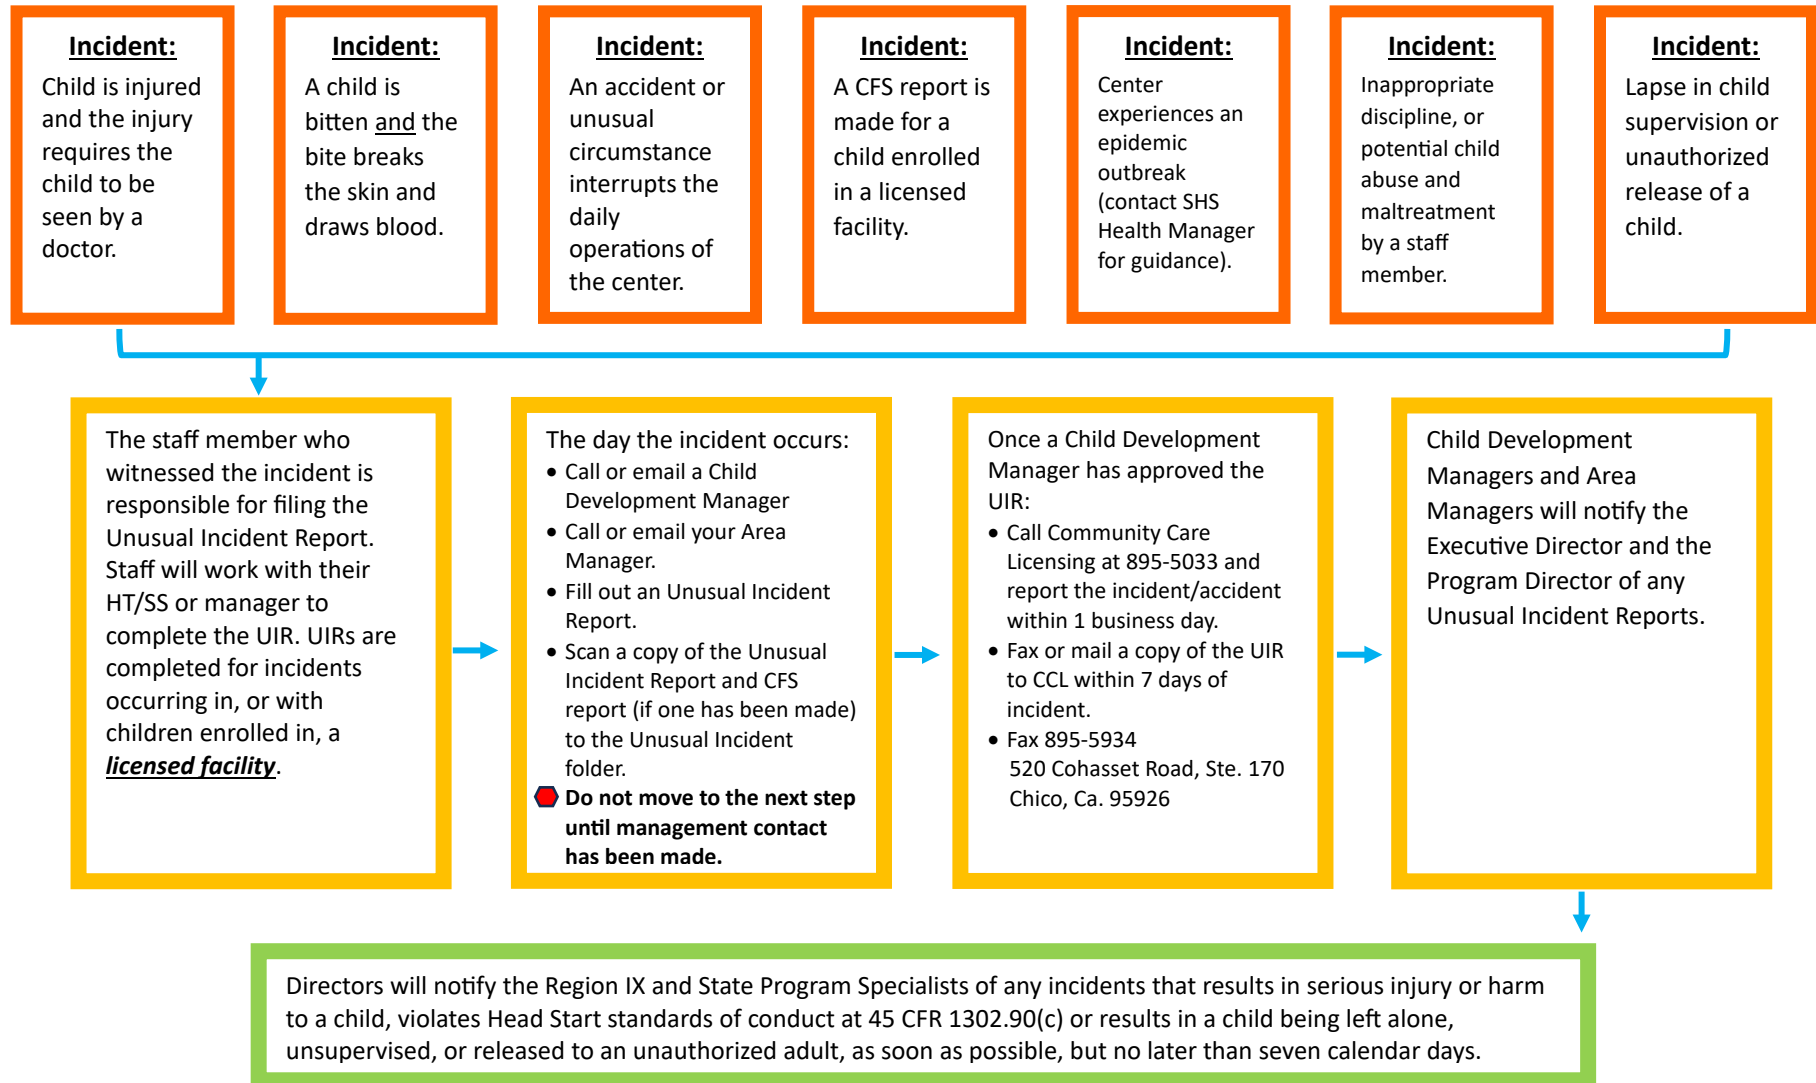 Incident:
Child is injured
and the injury
requires the
child to be
seen by a
doctor.
Incident:
A child is
bitten and the
bite breaks
the skin and
draws blood.
Incident:
An accident or
unusual
circumstance
interrupts the
daily
operations of
the center.
Incident:
A CFS report is
made for a
child enrolled
in a licensed
facility.
Incident:
Center
experiences an
epidemic
outbreak
(contact SHS
Health Manager
for guidance).
Incident:
Inappropriate
discipline, or
potential child
abuse and
maltreatment
by a staff
member.
Incident:
Lapse in child
supervision or
unauthorized
release of a
child.
The staff member who
witnessed the incident is
responsible for filing the
Unusual Incident Report.
Staff will work with their
HT/SS or manager to
complete the UIR. UIRs are
completed for incidents
occurring in, or with
children enrolled in, a
licensed facility.
The day the incident occurs:
• Call or email a Child
Development Manager
• Call or email your Area
Manager.
• Fill out an Unusual Incident
Report.
• Scan a copy of the Unusual
Incident Report and CFS
report (if one has been made)
to the Unusual Incident
folder.
Do not move to the next step
until management contact
has been made.
Once a Child Development
Manager has approved the
UIR:
• Call Community Care
Licensing at 895-5033 and
report the incident/accident
within 1 business day.
• Fax or mail a copy of the UIR
to CCL within 7 days of
incident.
• Fax 895-5934
520 Cohasset Road, Ste. 170
Chico, Ca. 95926
Child Development
Managers and Area
Managers will notify the
Executive Director and the
Program Director of any
Unusual Incident Reports.
Directors will notify the Region IX and State Program Specialists of any incidents that results in serious injury or harm
to a child, violates Head Start standards of conduct at 45 CFR 1302.90(c) or results in a child being left alone,
unsupervised, or released to an unauthorized adult, as soon as possible, but no later than seven calendar days.